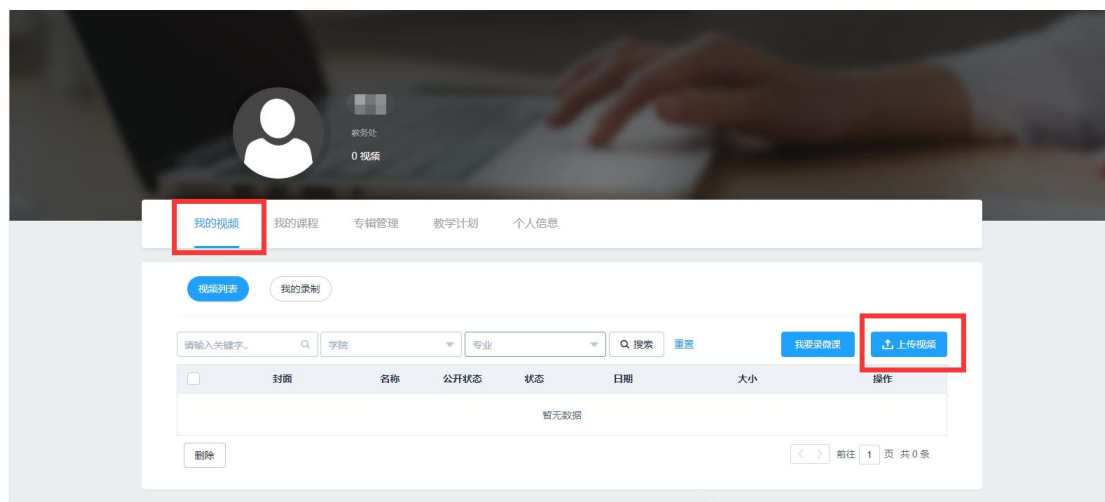 教务处
0 视频
我的视频 我的课程 专辑管理 教学计划 个人信息
视频列表 我的录制
请输入关键字.. 学院 专业 搜索 重置 我要录微课 上传视频
封面 名称 公开状态 状态 日期 大小 操作
暂无数据
删除 前往 1 页 共 0 条